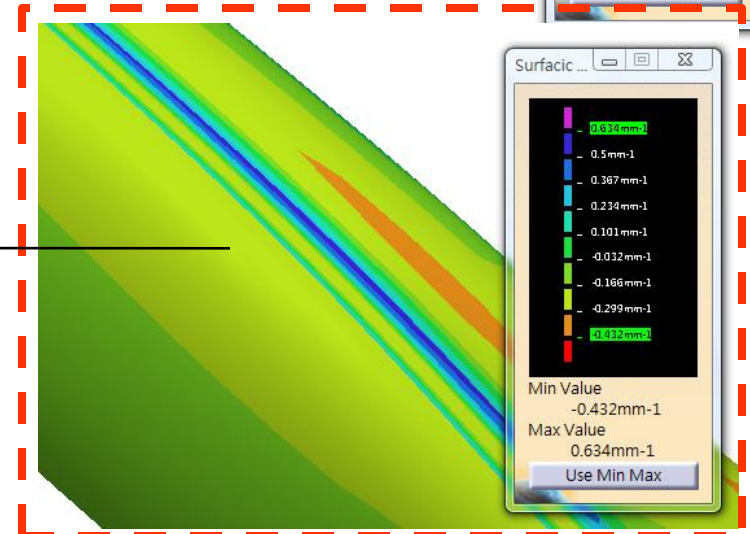 Surfacic ...
0.634mm-1
0.5mm-1
0.367mm-1
0.234mm-1
0.101mm-1
-0.032mm-1
-0.166mm-1
-0.299mm-1
-0.432mm-1
Min Value
-0.432mm-1
Max Value
0.634mm-1
Use Min Max